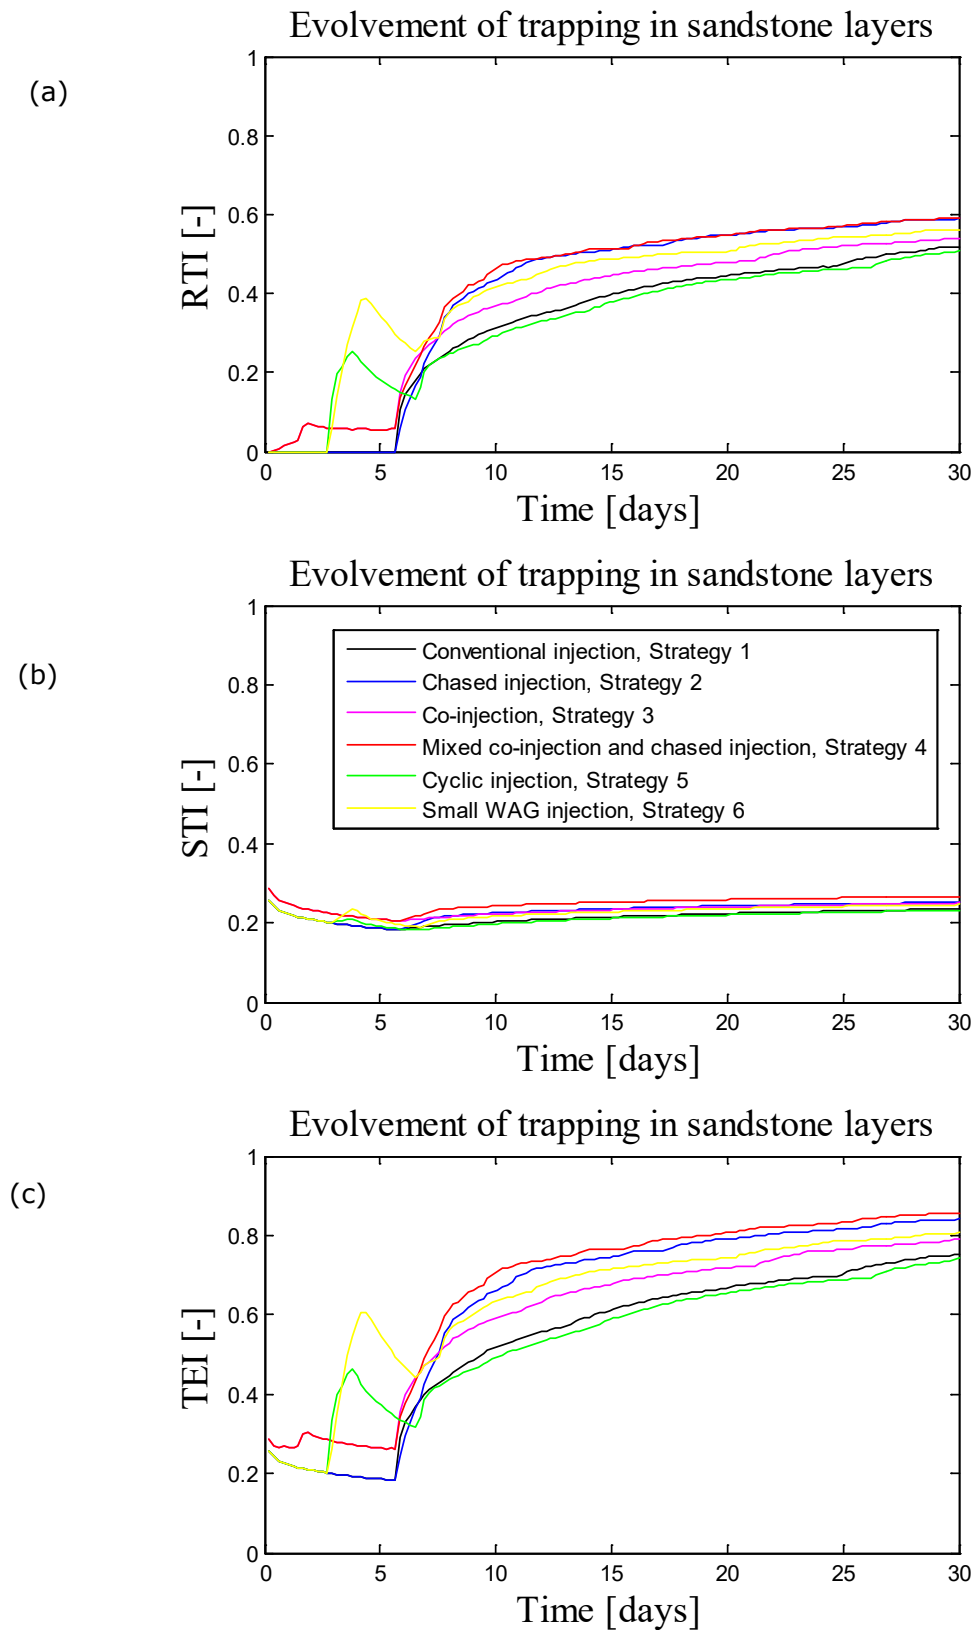 Evolvement of trapping in sandstone layers
(a)
1
0.8
0.6
0.4
0.2
0
RTI [-]
0 5 10 15 20 25 30
Time [days]
Evolvement of trapping in sandstone layers
(b)
1
0.8
0.6
0.4
0.2
0
STI [-]
Conventional injection, Strategy 1
Chased injection, Strategy 2
Co-injection, Strategy 3
Mixed co-injection and chased injection, Strategy 4
Cyclic injection, Strategy 5
Small WAG injection, Strategy 6
0 5 10 15 20 25 30
Time [days]
Evolvement of trapping in sandstone layers
(c)
1
0.8
0.6
0.4
0.2
0
TEI [-]
0 5 10 15 20 25 30
Time [days]